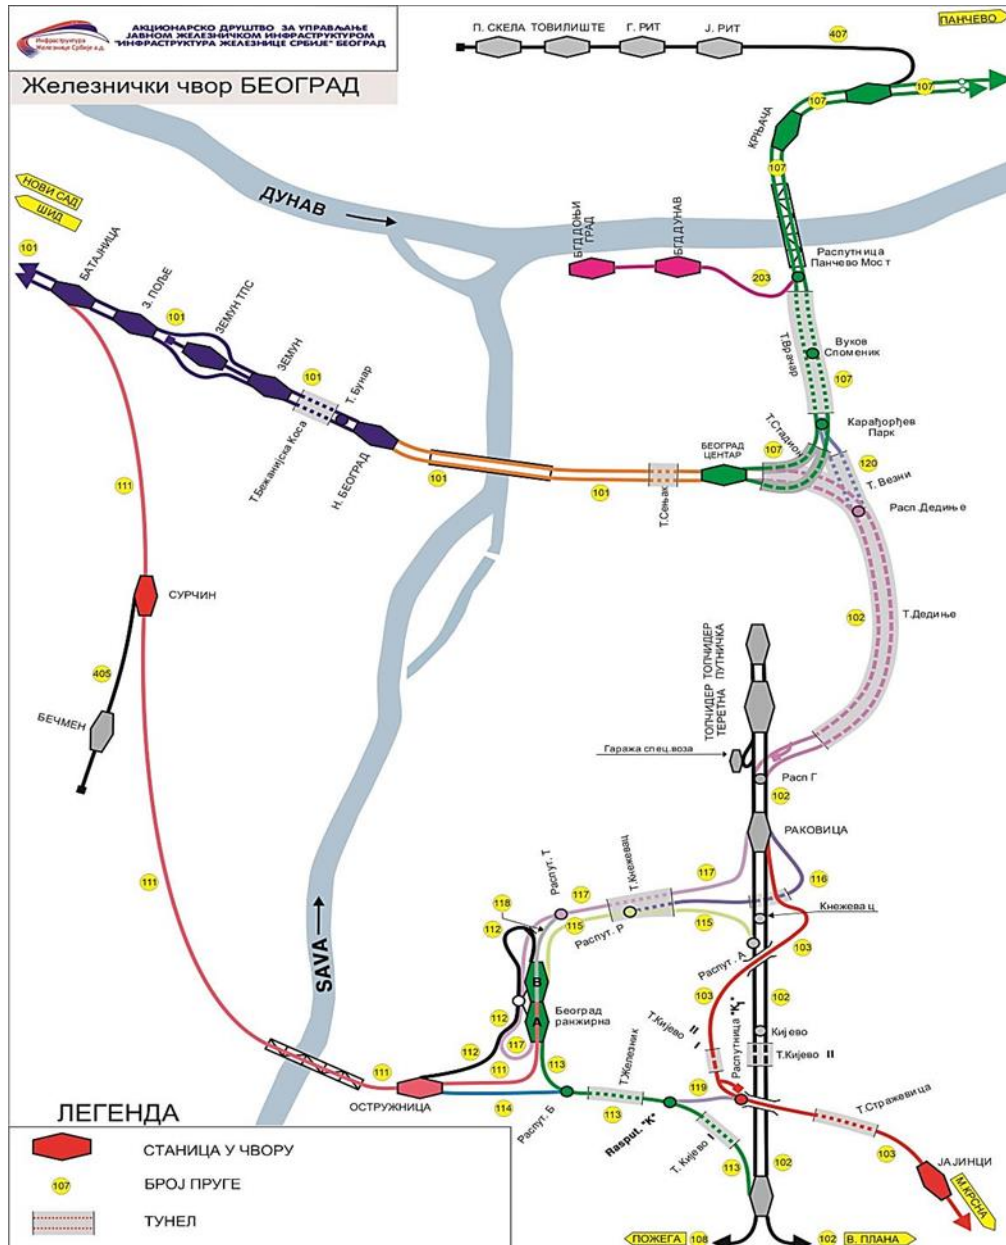 Инфраструктура
Железнице Србије а.д.
АКЦИОНАРСКО ДРУШТВО ЗА УПРАВЉАЊЕ
ЈАВНОМ ЖЕЛЕЗНИЧКОМ ИНФРАСТРУКТУРОМ
"ИНФРАСТРУКТУРА ЖЕЛЕЗНИЦЕ СРБИЈЕ" БЕОГРАД
Железнички чвор БЕОГРАД
П. СКЕЛА
ТОВИЛИШТЕ
Г. РИТ
Ј. РИТ
407
ПАНЧЕВО
107
107
107
КРЊАЧА
107
НОВИ САД
ШИД
ДУНАВ
БГД ДОЊИ
ГРАД
БГД ДУНАВ
203
Распутница
Панчево Мост
101
БАТАЈНИЦА
З. ПОЉЕ
101
ЗЕМУН ТПС
ЗЕМУН
101
Т. Бунар
Т.Бежанијска Коса
Н. БЕОГРАД
101
101
Т.Сењак
БЕОГРАД
ЦЕНТАР
Т.Врачар
Вуков
Споменик
107
Т.Стадион
107
Карађорђев
Парк
120
Т. Везни
Расп.Дедиње
102
Т.Дедиње
111
СУРЧИН
405
БЕЧМЕН
ТОПЧИДЕР
ПУТНИЧКА
ТОПЧИДЕР
ТЕРЕТНА
Гаража спец.воза
Расп Г
102
РАКОВИЦА
111
SAVA
118
112
Распут. Т
117
115
Т.Кнежевац
Распут. Р
117
116
115
Кнежевац
103
Распут. А
B
A
Београд
ранжирна
112
112
117
111
113
103
102
Т.Кијево II
I
Распутница "К1"
Кијево
Т.Кијево II
111
ОСТРУЖНИЦА
114
Распут. Б
Т.Железник
113
Rasput. "K"
119
Т. Кијево I
113
102
Т.Стражевица
103
ЈАЈИНЦИ
М.КРСНА
ПОЖЕГА
108
102
В. ПЛАНА
ЛЕГЕНДА
СТАНИЦА У ЧВОРУ
107
БРОЈ ПРУГЕ
ТУНЕЛ